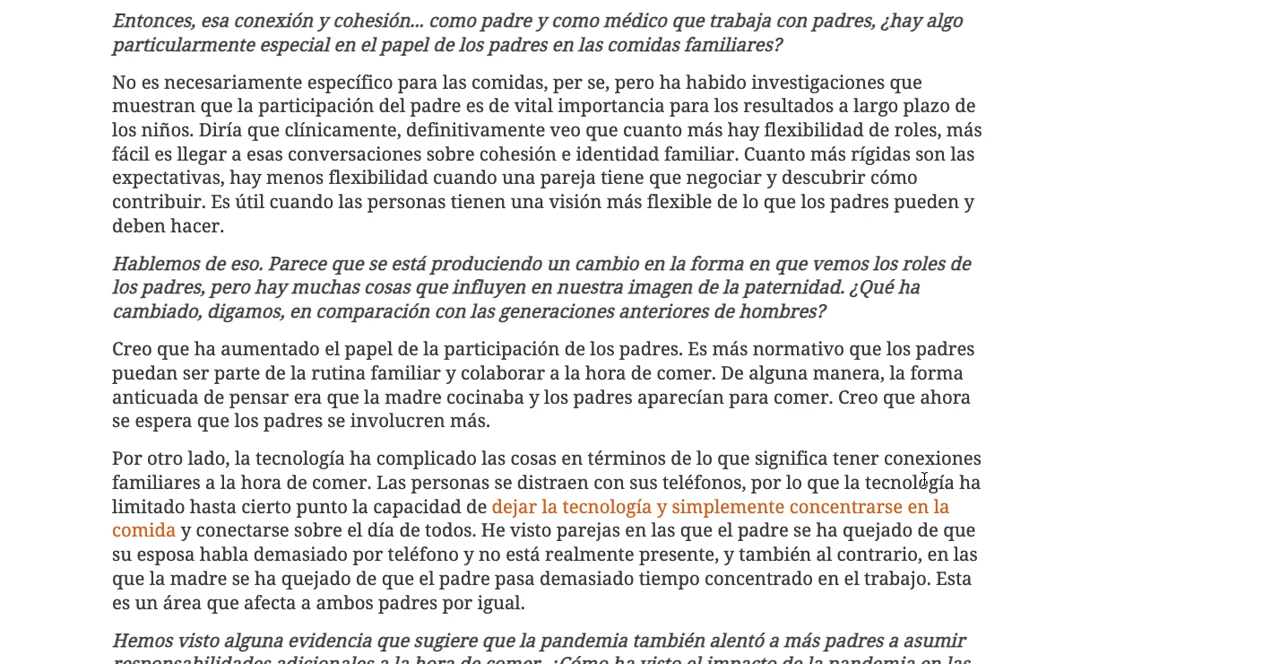 Entonces, esa conexión y cohesión... como padre y como médico que trabaja con padres, ¿hay algo
particularmente especial en el papel de los padres en las comidas familiares?
No es necesariamente específico para las comidas, per se, pero ha habido investigaciones que
muestran que la participación del padre es de vital importancia para los resultados a largo plazo de
los niños. Diría que clínicamente, definitivamente veo que cuanto más hay flexibilidad de roles, más
fácil es llegar a esas conversaciones sobre cohesión e identidad familiar. Cuanto más rígidas son las
expectativas, hay menos flexibilidad cuando una pareja tiene que negociar y descubrir cómo
contribuir. Es útil cuando las personas tienen una visión más flexible de lo que los padres pueden y
deben hacer.
Hablemos de eso. Parece que se está produciendo un cambio en la forma en que vemos los roles de
los padres, pero hay muchas cosas que influyen en nuestra imagen de la paternidad. ¿Qué ha
cambiado, digamos, en comparación con las generaciones anteriores de hombres?
Creo que ha aumentado el papel de la participación de los padres. Es más normativo que los padres
puedan ser parte de la rutina familiar y colaborar a la hora de comer. De alguna manera, la forma
anticuada de pensar era que la madre cocinaba y los padres aparecían para comer. Creo que ahora
se espera que los padres se involucren más.
Por otro lado, la tecnología ha complicado las cosas en términos de lo que significa tener conexiones
familiares a la hora de comer. Las personas se distraen con sus teléfonos, por lo que la tecnología ha
limitado hasta cierto punto la capacidad de dejar la tecnología y simplemente concentrarse en la
comida y conectarse sobre el día de todos. He visto parejas en las que el padre se ha quejado de que
su esposa habla demasiado por teléfono y no está realmente presente, y también al contrario, en las
que la madre se ha quejado de que el padre pasa demasiado tiempo concentrado en el trabajo. Esta
es un área que afecta a ambos padres por igual.
Hemos visto alguna evidencia que sugiere que la pandemia también alentó a más padres a asumir
responsabilidades adicionales a la hora de comer. ¿Cómo ha visto el impacto de la pandemia en las